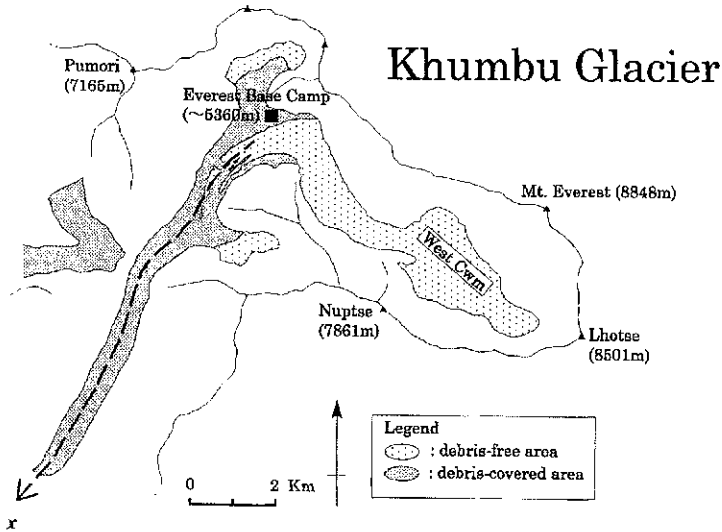 Khumbu Glacier
Pumori
(7165m)
Everest Base Camp
(~5360m)
Mt. Everest (8848m)
West Cwm
Nuptse
(7861m)
Lhotse
(8501m)
Legend
: debris-free area
: debris-covered area
0 2 Km
x